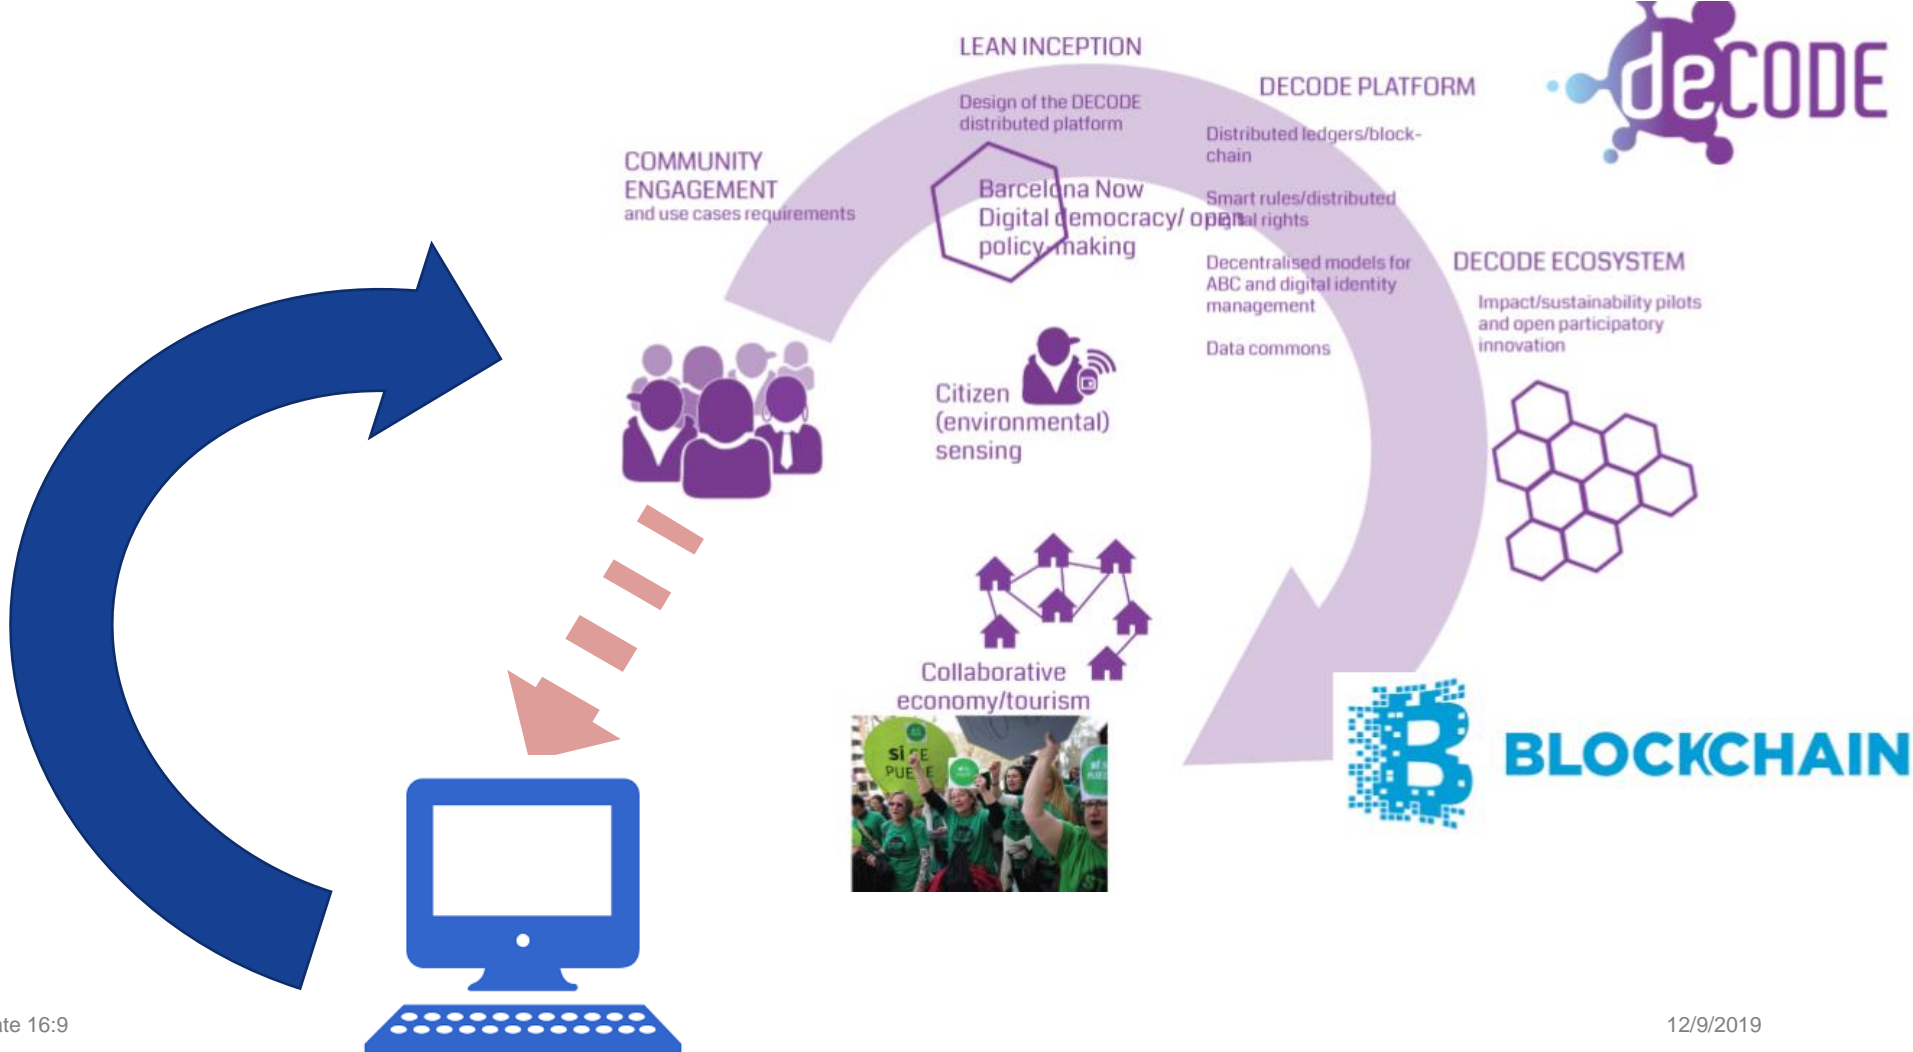 LEAN INCEPTION
Design of the DECODE
distributed platform
deCODE
DECODE PLATFORM
Distributed ledgers/block-
chain
Smart rules/distributed
digital rights
Decentralised models for
ABC and digital identity
management
Data commons
COMMUNITY
ENGAGEMENT
and use cases requirements
Barcelona Now
Digital democracy/ open
policy-making
DECODE ECOSYSTEM
Impact/sustainability pilots
and open participatory
innovation
Citizen
(environmental)
sensing
Collaborative
economy/tourism
SÍ SE
PUEDE
BLOCKCHAIN
16:9
12/9/2019